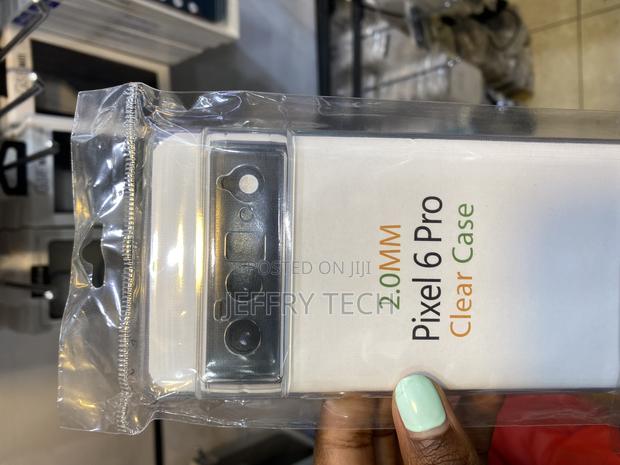 2.0MM
Pixel 6 Pro
Clear Case
POSTED ON JIJI
JEFFRY TECH